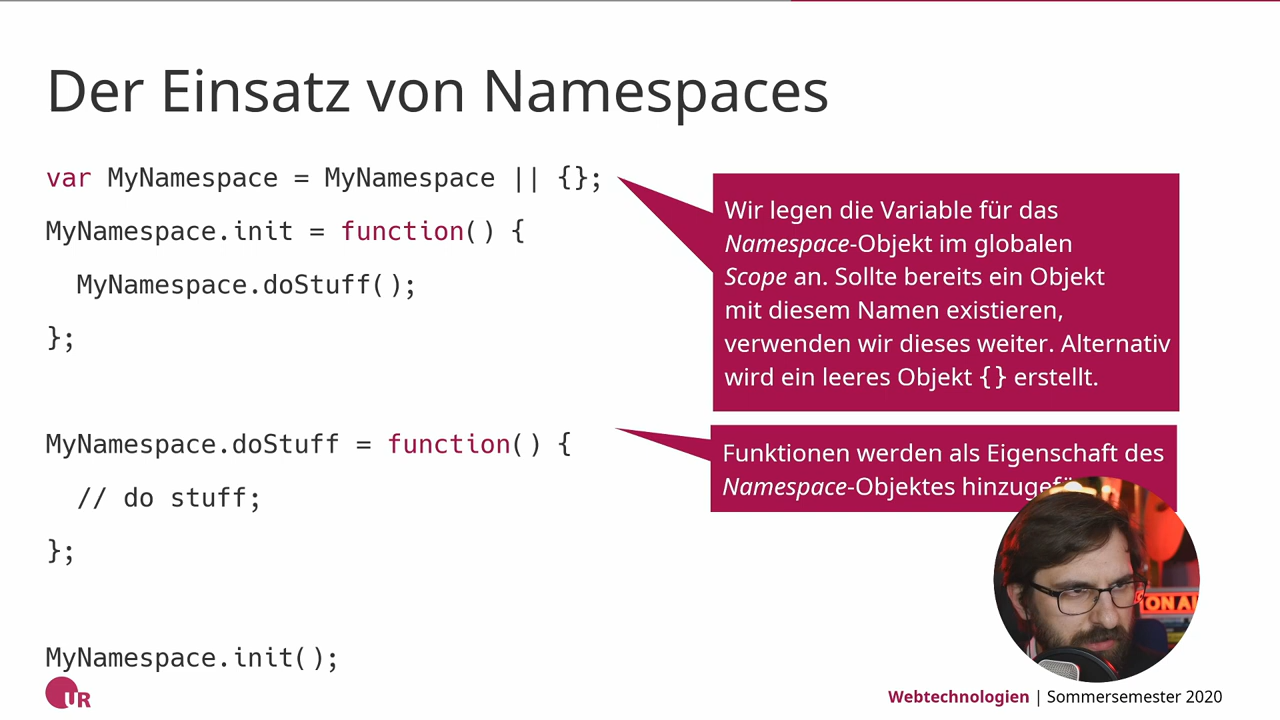 Der Einsatz von Namespaces
var MyNamespace = MyNamespace || {};
MyNamespace.init = function() {
MyNamespace.doStuff();
};
MyNamespace.doStuff = function() {
// do stuff;
};
MyNamespace.init();
Wir legen die Variable für das
Namespace-Objekt im globalen
Scope an. Sollte bereits ein Objekt
mit diesem Namen existieren,
verwenden wir dieses weiter. Alternativ
wird ein leeres Objekt {} erstellt.
Funktionen werden als Eigenschaft des
Namespace-Objektes
ON AI
UR
Webtechnologien | Sommersemester 2020